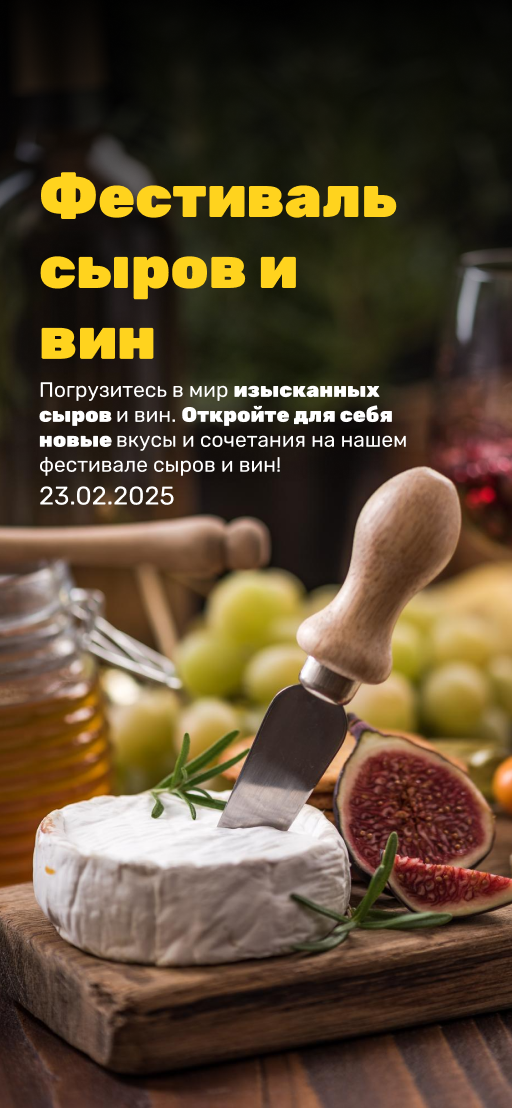 Фестиваль
сыров и
вин
Погрузитесь в мир изысканных
сыров и вин. Откройте для себя
новые вкусы и сочетания на нашем
фестивале сыров и вин!
23.02.2025